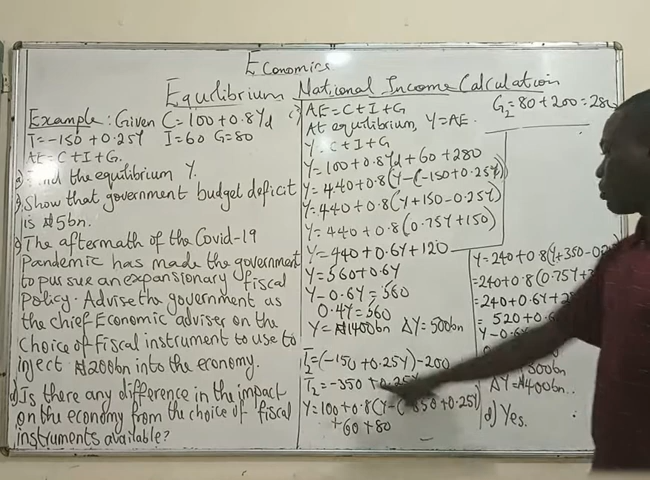 Economics
Equilibrium National Income Calculation
Example: Given C=100+0.8Yd
T=-150+0.25Y I=60 G=80
AE=C+I+G.
a) Find the equilibrium Y.
b) Show that government budget deficit
is ₦5bn.
c) The aftermath of the Covid-19
Pandemic has made the government
to pursue an expansionary fiscal
Policy. Advise the government as
the chief Economic adviser on the
choice of fiscal instrument to use to
inject ₦200bn into the economy.
d) Is there any difference in the impact
on the economy from the choice of fiscal
instruments available?
c) AE=C+I+G
At equilibrium, Y=AE.
Y=C+I+G
Y=100+0.8Yd+60+280
Y=440+0.8(Y-(-150+0.25Y)
Y=440+0.8(Y+150-0.25Y)
Y=440+0.8(0.75Y+150)
Y=440+0.6Y+120
Y=560+0.6Y
Y-0.6Y=560
0.4Y=560
Y=₦1400bn ΔY=500bn
T2=(-150+0.25Y)-200
T2=-350+0.25Y
Y=100+0.8(Y-(-350+0.25Y)
+60+80
G2=80+200=280
Y=240+0.8(Y+350-0.2
=240+0.8(0.75Y+3
=240+0.6Y+2
=520+0.6
Y-0.6
ΔY=₦400bn..
d) Yes.